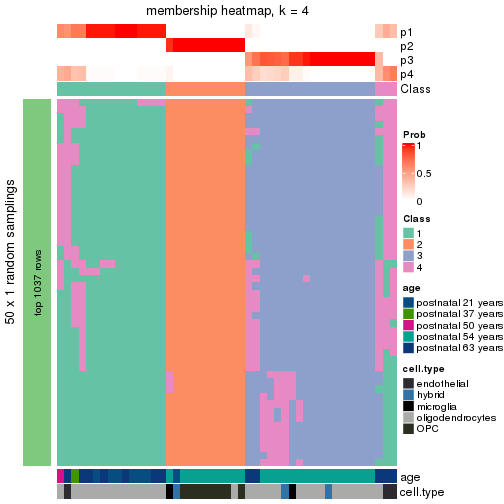 membership heatmap, k = 4
p1
p2
p3
p4
Class
50 x 1 random samplings
top 1037 rows
Prob
1
0.5
0
Class
1
2
3
4
age
postnatal 21 years
postnatal 37 years
postnatal 50 years
postnatal 54 years
postnatal 63 years
cell.type
endothelial
hybrid
microglia
oligodendrocytes
OPC
age
cell.type